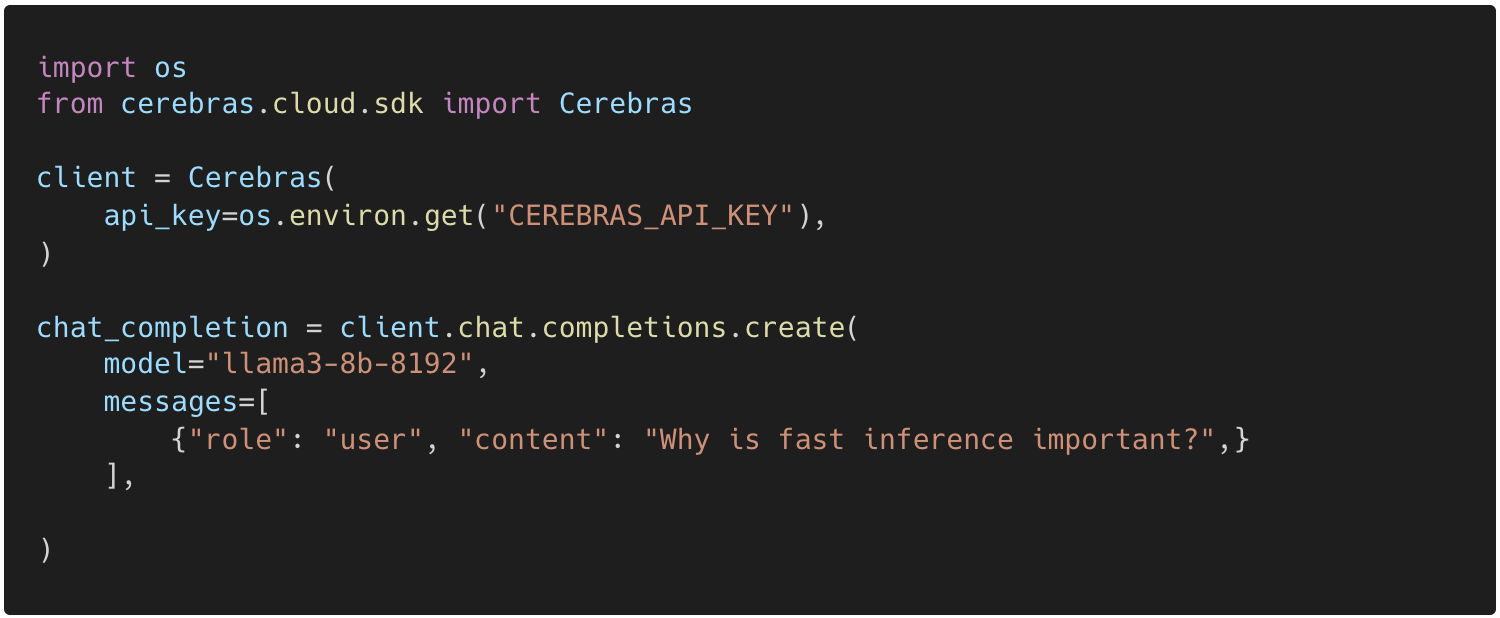 import os
from cerebras.cloud.sdk import Cerebras
client = Cerebras(
    api_key=os.environ.get("CEREBRAS_API_KEY"),
)
chat_completion = client.chat.completions.create(
    model="llama3-8b-8192",
    messages=[
        {"role": "user", "content": "Why is fast inference important?",}
    ],
)